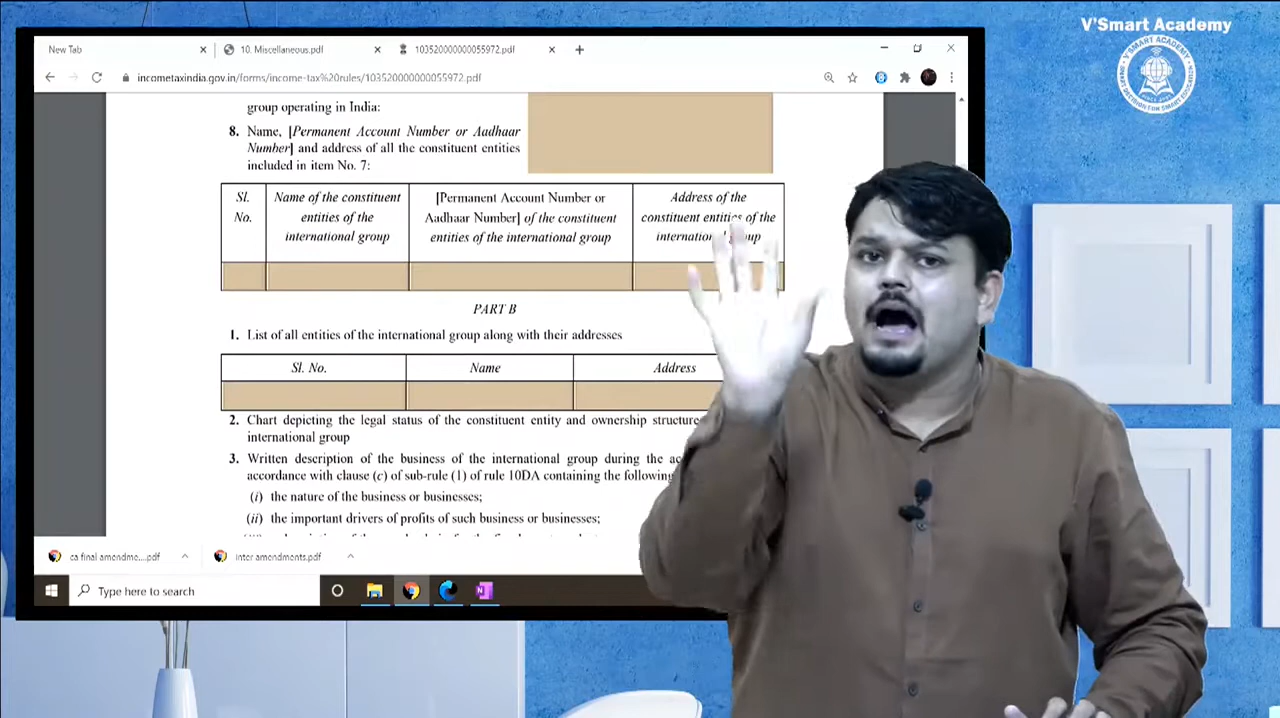 V'Smart Academy
New Tab
10. Miscellaneous.pdf
103520000000055972.pdf
incometaxindia.gov.in/forms/income-tax%20rules/103520000000055972.pdf
group operating in India:
8. Name, [Permanent Account Number or Aadhaar
Number] and address of all the constituent entities
included in item No. 7:
Sl.
No.
Name of the constituent
entities of the
international group
[Permanent Account Number or
Aadhaar Number] of the constituent
entities of the international group
Address of the
constituent entities of the
international group
PART B
1. List of all entities of the international group along with their addresses
Sl. No.
Name
Address
2. Chart depicting the legal status of the constituent entity and ownership structure
international group
3. Written description of the business of the international group during the
accordance with clause (c) of sub-rule (1) of rule 10DA containing the following
(i) the nature of the business or businesses;
(ii) the important drivers of profits of such business or businesses;
ca final amendme....pdf
inter amendments.pdf
Type here to search